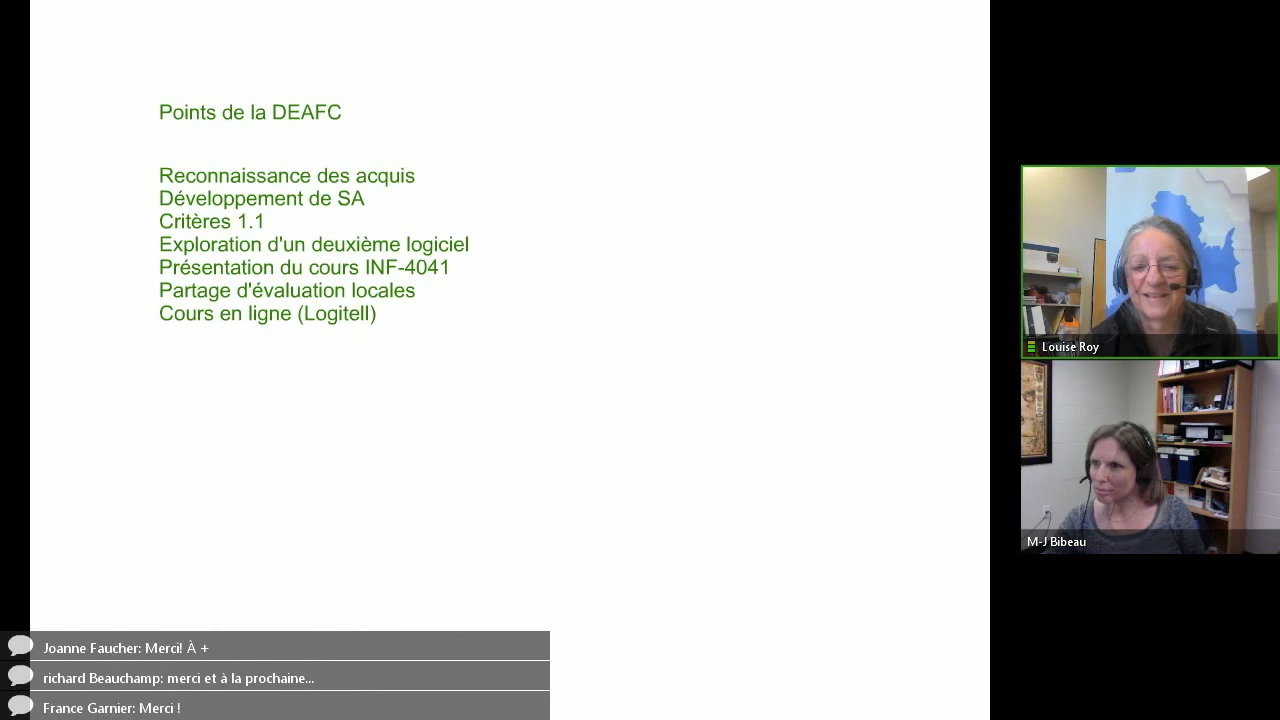 Points de la DEAFC
Reconnaissance des acquis
Développement de SA
Critères 1.1
Exploration d'un deuxième logiciel
Présentation du cours INF-4041
Partage d'évaluation locales
Cours en ligne (Logitell)
Louise Roy
M-J Bibeau
Joanne Faucher: Merci! À +
richard Beauchamp: merci et à la prochaine...
France Garnier: Merci !